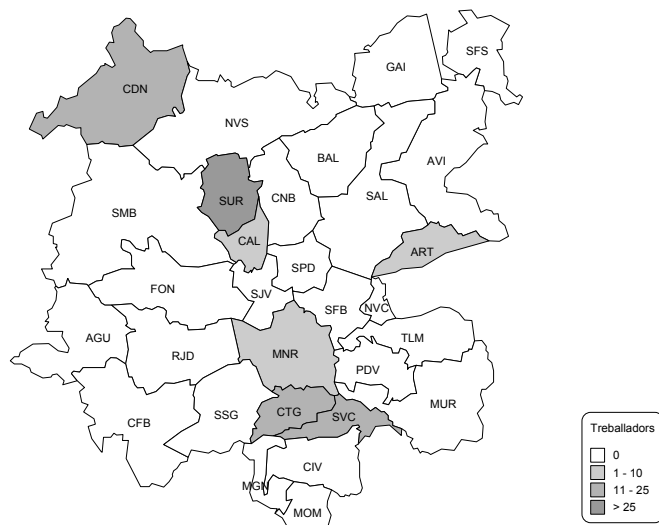 SFS
GAI
CDN
NVS
BAL
AVI
SUR
CNB
SAL
SMB
CAL
ART
SPD
FON
SJV
SFB
NVC
AGU
RJD
MNR
TLM
PDV
CFB
SSG
CTG
SVC
MUR
CIV
MGN
MOM
Treballadors
0
1 - 10
11 - 25
> 25